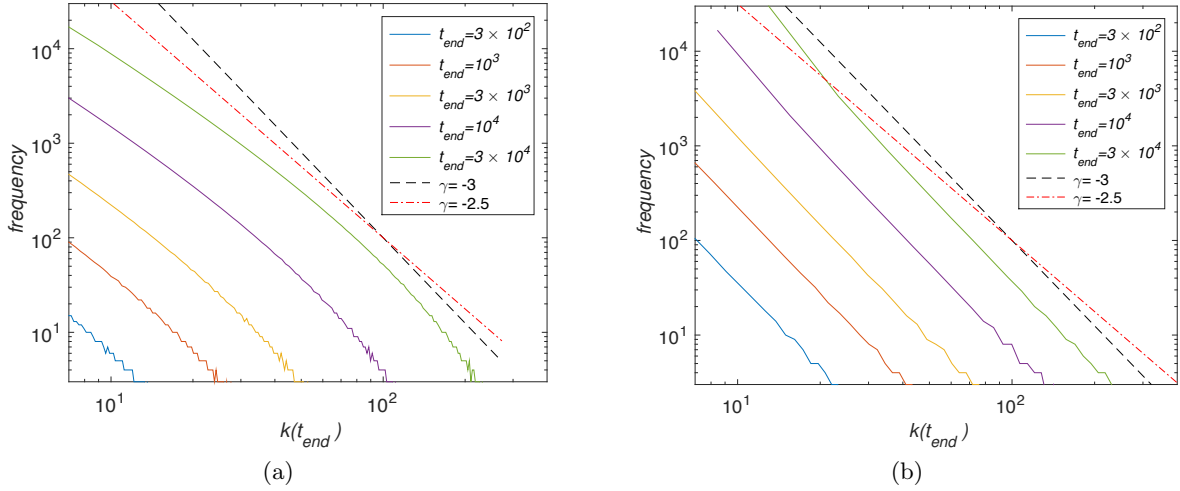 10^4
10^3
10^2
10^1
frequency
10^1
10^2
k(t_end)
t_end=3 × 10^2
t_end=10^3
t_end=3 × 10^3
t_end=10^4
t_end=3 × 10^4
γ= -3
γ= -2.5
(a)
10^4
10^3
10^2
10^1
frequency
10^1
10^2
k(t_end)
t_end=3 × 10^2
t_end=10^3
t_end=3 × 10^3
t_end=10^4
t_end=3 × 10^4
γ= -3
γ= -2.5
(b)